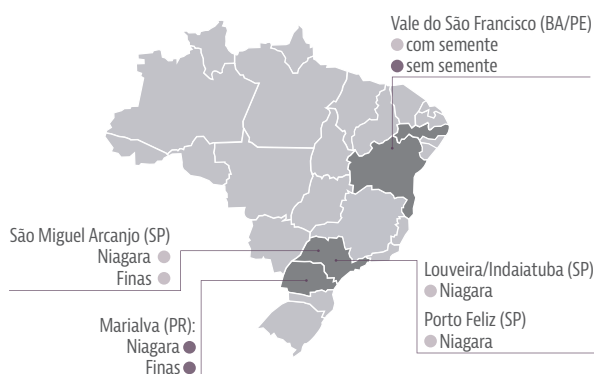 Vale do São Francisco (BA/PE)
com semente
sem semente
São Miguel Arcanjo (SP)
Niagara
Finas
Louveira/Indaiatuba (SP)
Niagara
Porto Feliz (SP)
Niagara
Marialva (PR):
Niagara
Finas